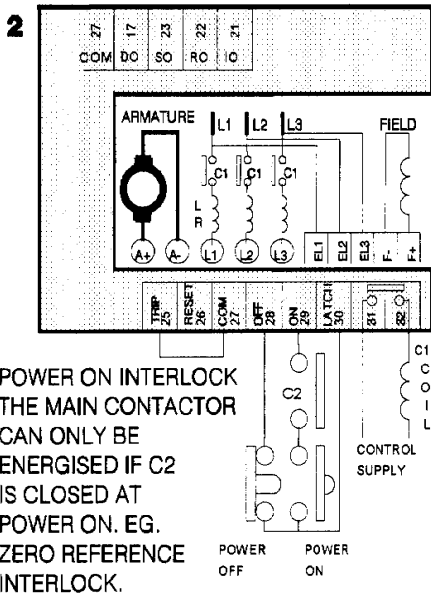 2
27 17 23 22 21
COM DO SO RO IO
ARMATURE
L1 L2 L3
FIELD
C1 C1 C1
L
R
A+ A- L1 L2 L3 EL1 EL2 EL3 F- F+
TRIP RESET COM OFF ON LATCH
25 26 27 28 29 30 31 32
C1
C
O
I
L
C2
CONTROL
SUPPLY
POWER ON INTERLOCK
THE MAIN CONTACTOR
CAN ONLY BE
ENERGISED IF C2
IS CLOSED AT
POWER ON. EG.
ZERO REFERENCE
INTERLOCK.
POWER
OFF
POWER
ON